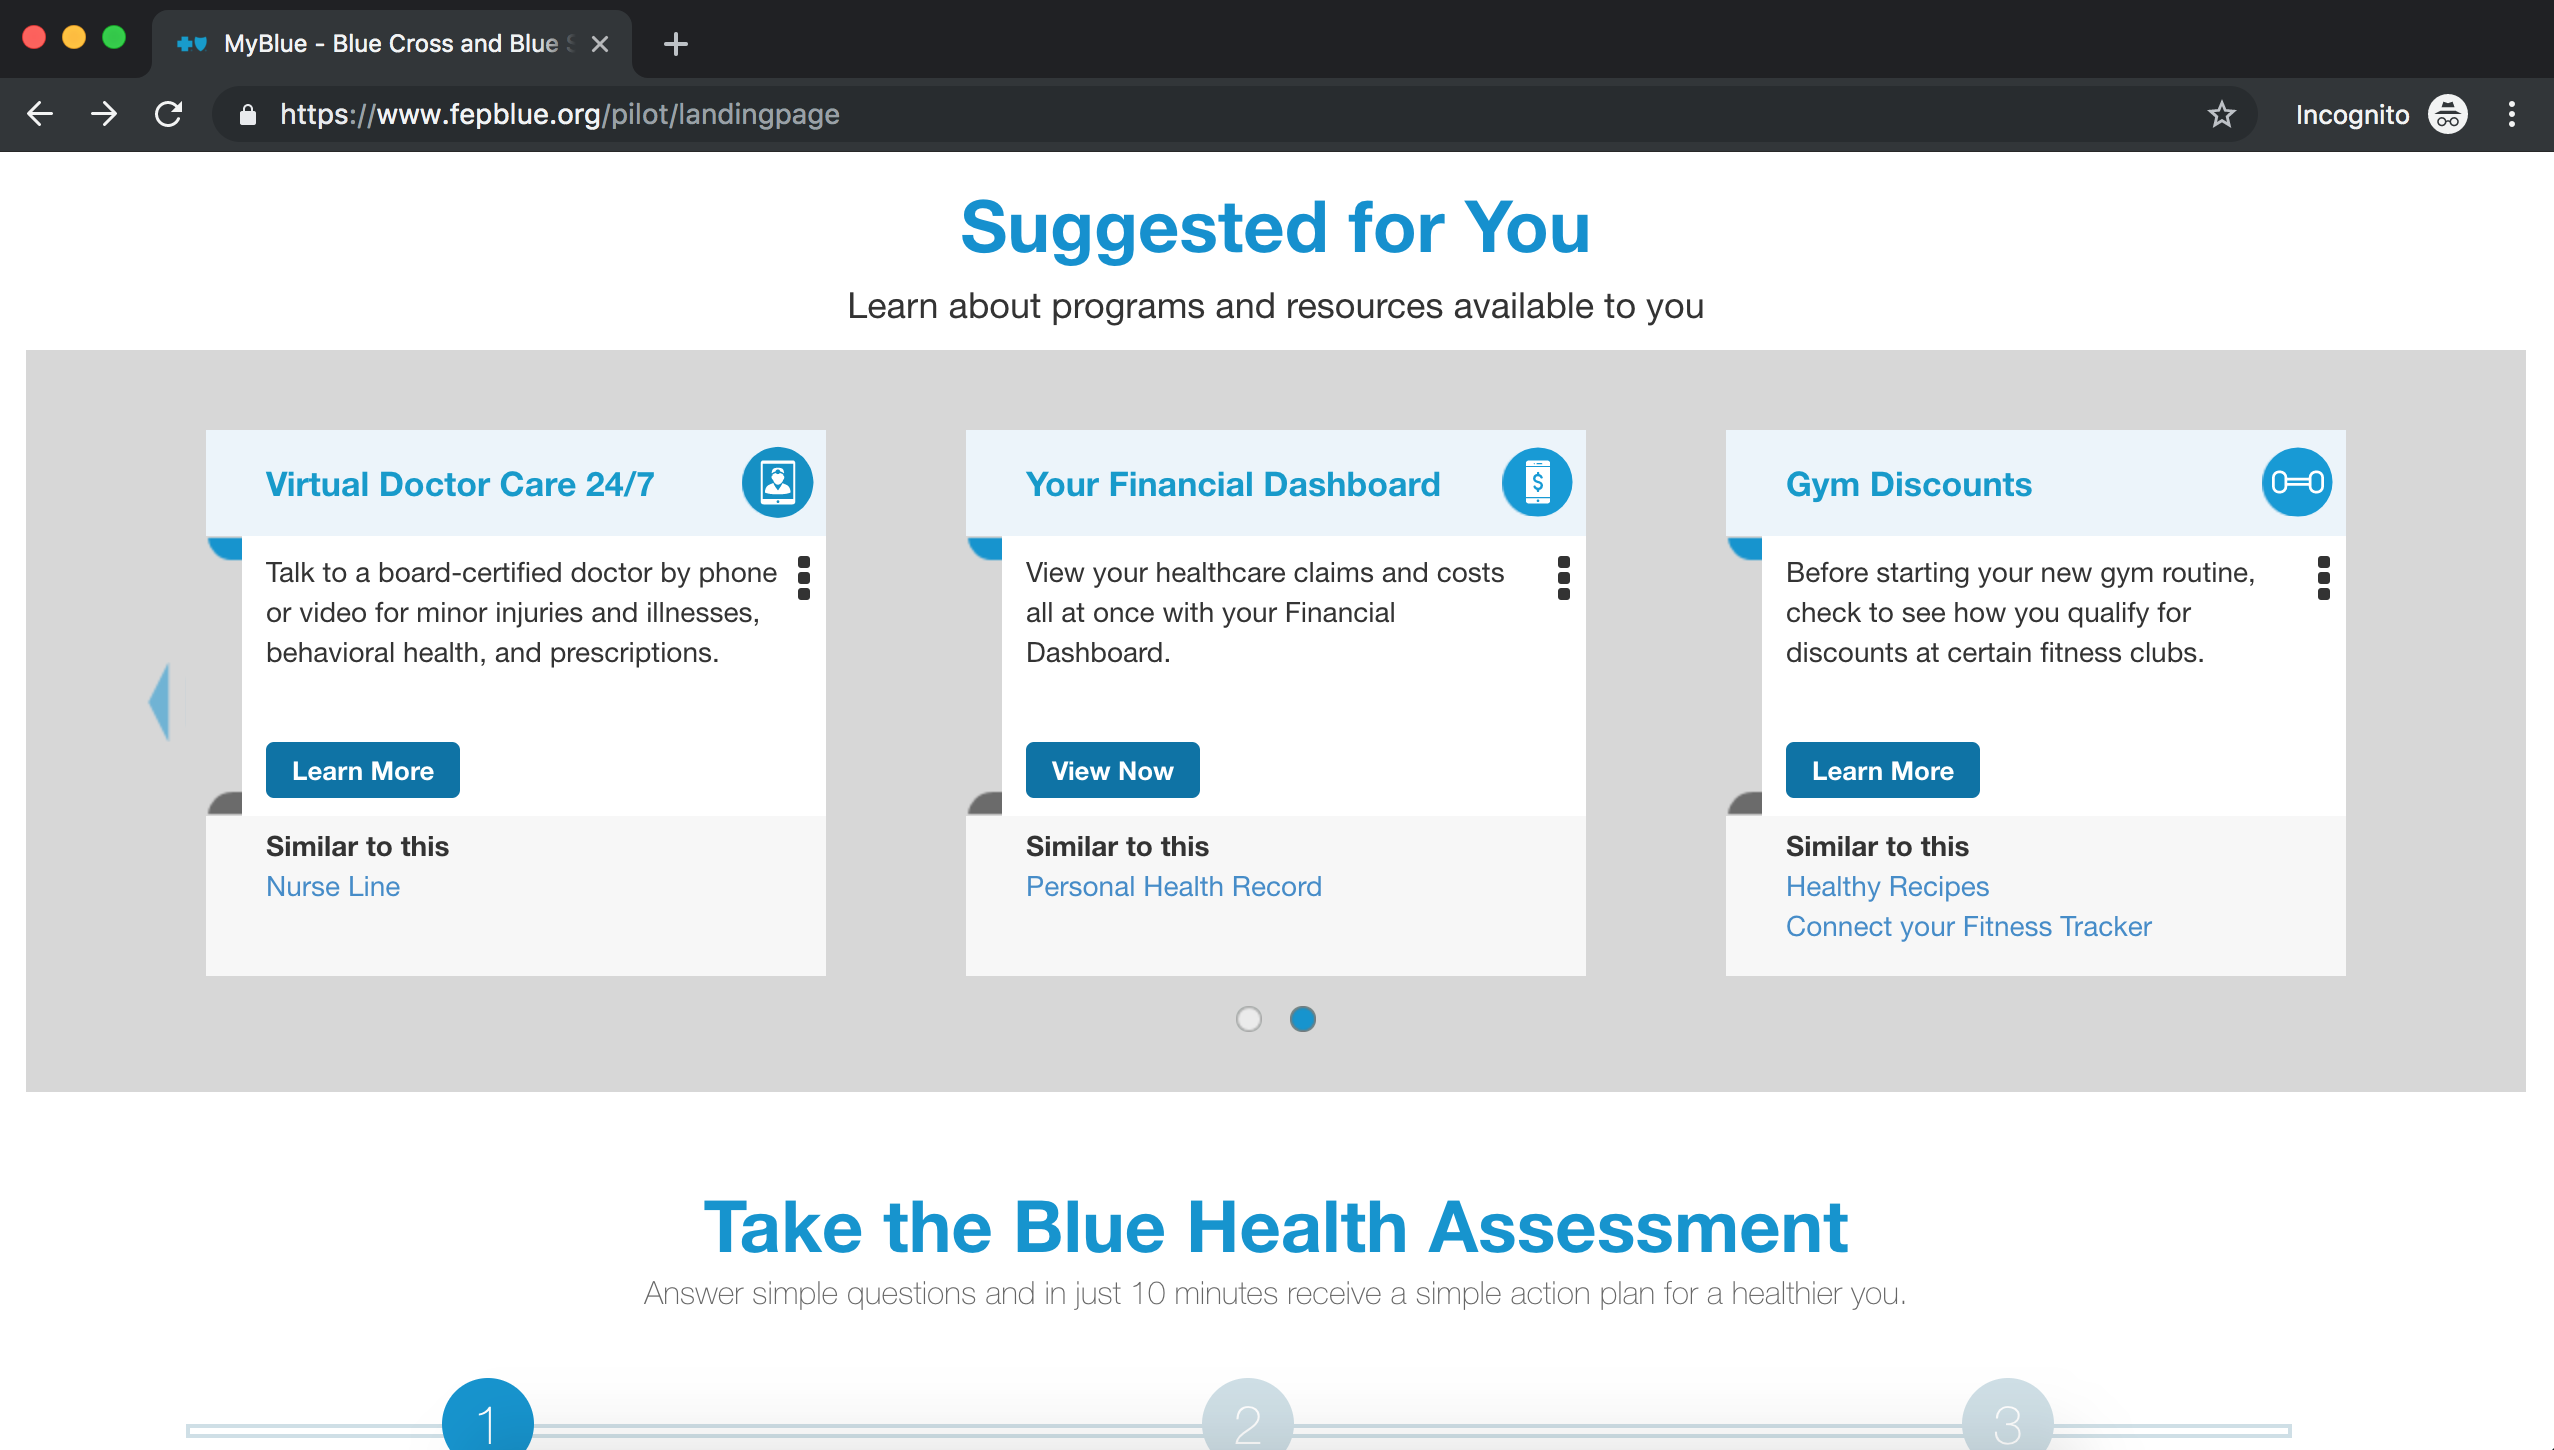 MyBlue - Blue Cross and Blue
https://www.fepblue.org/pilot/landingpage
Incognito
Suggested for You
Learn about programs and resources available to you
Virtual Doctor Care 24/7
Talk to a board-certified doctor by phone
or video for minor injuries and illnesses,
behavioral health, and prescriptions.
Learn More
Similar to this
Nurse Line
Your Financial Dashboard
$
View your healthcare claims and costs
all at once with your Financial
Dashboard.
View Now
Similar to this
Personal Health Record
Gym Discounts
Before starting your new gym routine,
check to see how you qualify for
discounts at certain fitness clubs.
Learn More
Similar to this
Healthy Recipes
Connect your Fitness Tracker
Take the Blue Health Assessment
Answer simple questions and in just 10 minutes receive a simple action plan for a healthier you.
1
2
3